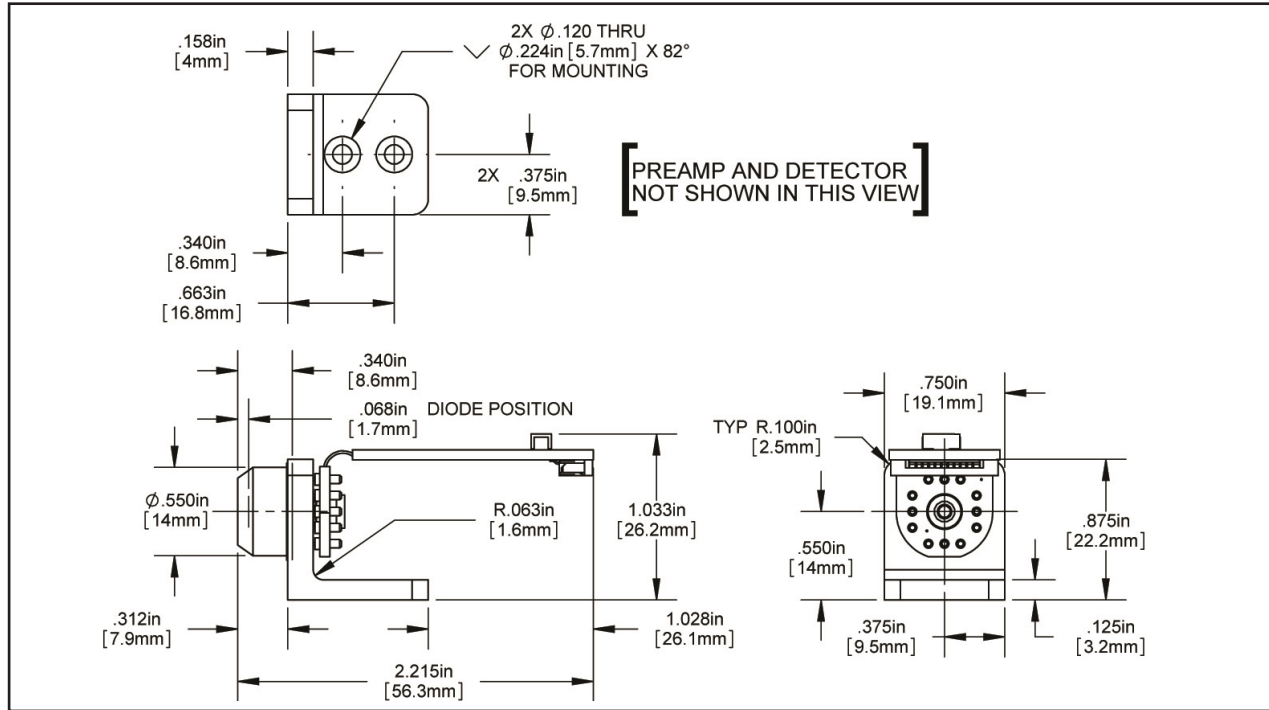 .158in
[4mm]
2X Ø.120 THRU
⌵ Ø.224in [5.7mm] X 82°
FOR MOUNTING
2X .375in
[9.5mm]
PREAMP AND DETECTOR
NOT SHOWN IN THIS VIEW
.340in
[8.6mm]
.663in
[16.8mm]
.340in
[8.6mm]
.068in DIODE POSITION
[1.7mm]
Ø.550in
[14mm]
R.063in
[1.6mm]
1.033in
[26.2mm]
.312in
[7.9mm]
1.028in
[26.1mm]
2.215in
[56.3mm]
.750in
[19.1mm]
TYP R.100in
[2.5mm]
.550in
[14mm]
.875in
[22.2mm]
.375in
[9.5mm]
.125in
[3.2mm]